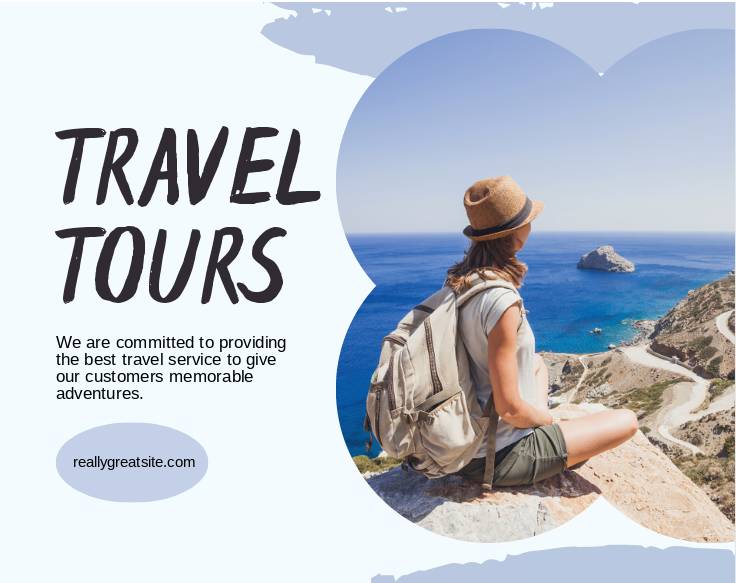 TRAVEL
TOURS
We are committed to providing
the best travel service to give
our customers memorable
adventures.
reallygreatsite.com